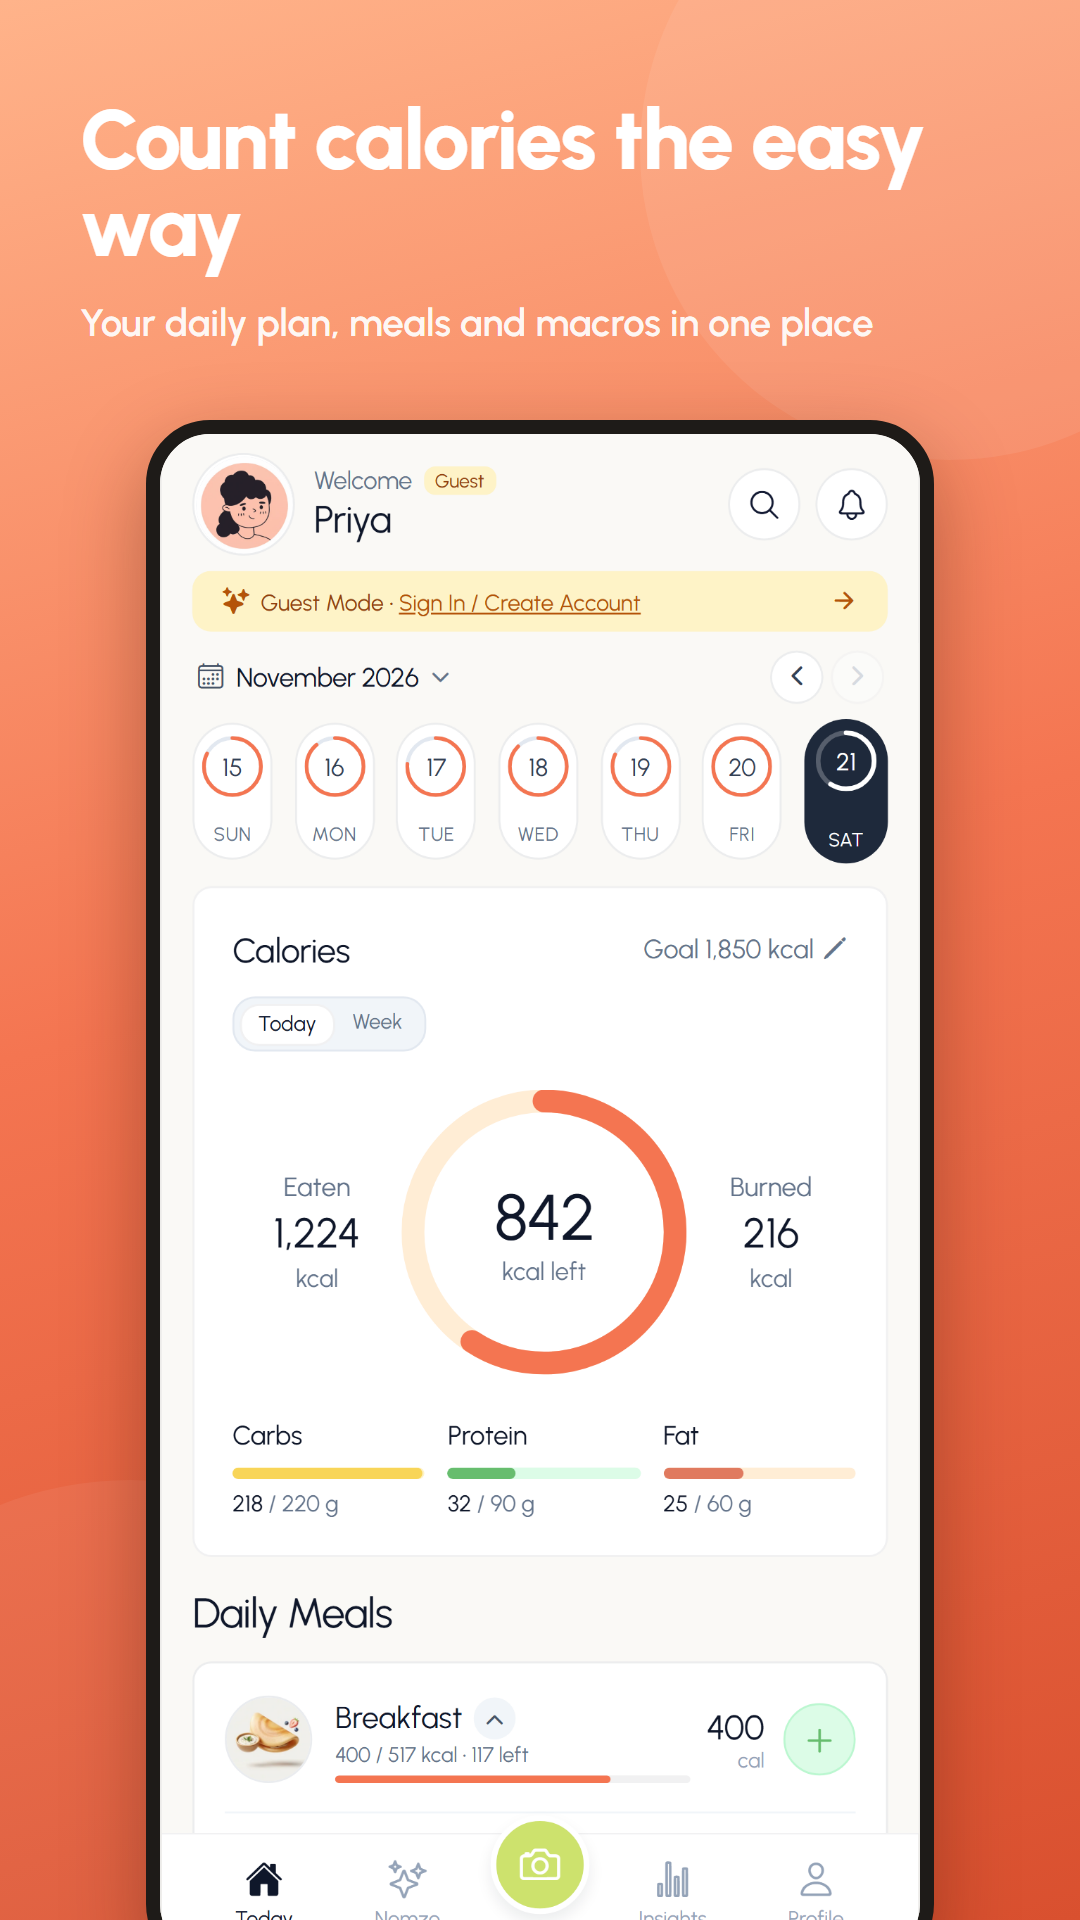 Count calories the easy
way
Your daily plan, meals and macros in one place
Welcome Guest
Priya
Guest Mode · Sign In / Create Account
November 2026
15 16 17 18 19 20 21
SUN MON TUE WED THU FRI SAT
Calories
Goal 1,850 kcal
Today Week
Eaten
1,224
kcal
842
kcal left
Burned
216
kcal
Carbs Protein Fat
218 / 220 g 32 / 90 g 25 / 60 g
Daily Meals
Breakfast
400 / 517 kcal · 117 left
400
cal
Today Nomzo Insights Profile